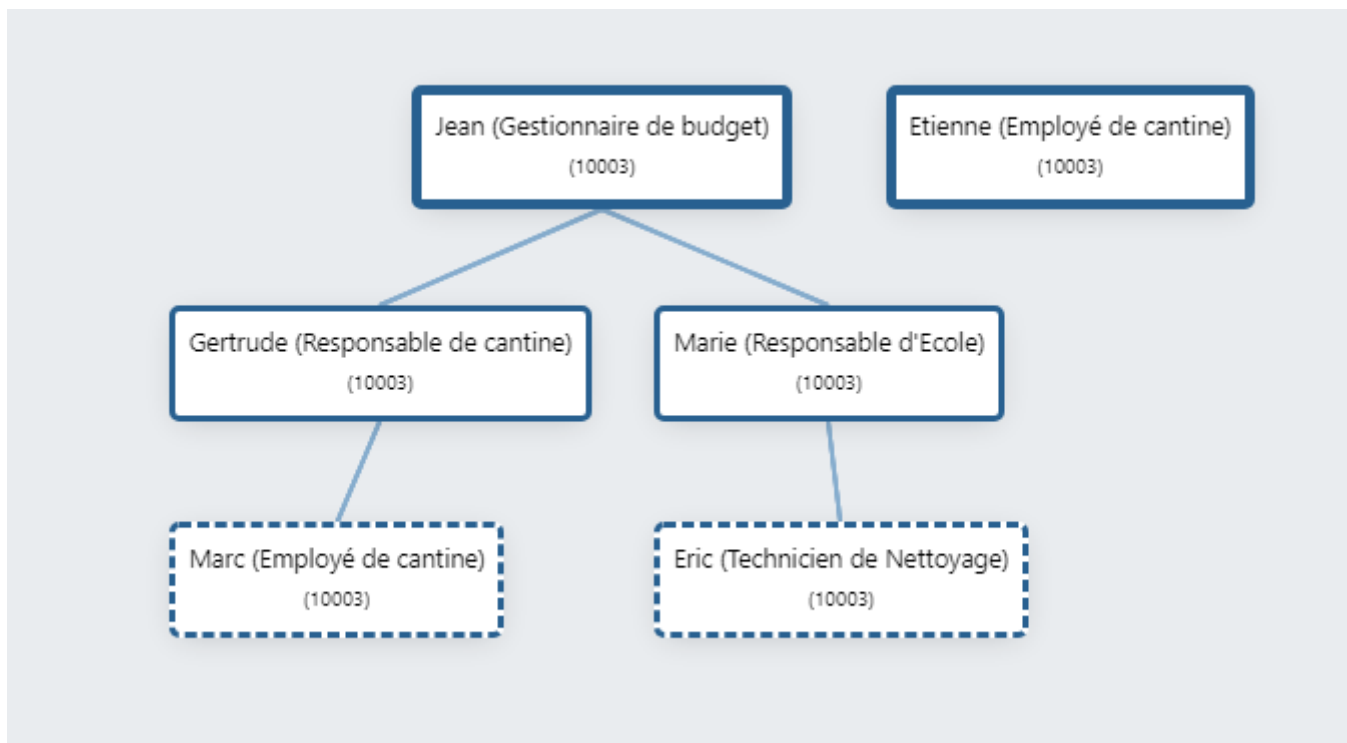 Jean (Gestionnaire de budget)
(10003)
Etienne (Employé de cantine)
(10003)
Gertrude (Responsable de cantine)
(10003)
Marie (Responsable d'Ecole)
(10003)
Marc (Employé de cantine)
(10003)
Eric (Technicien de Nettoyage)
(10003)